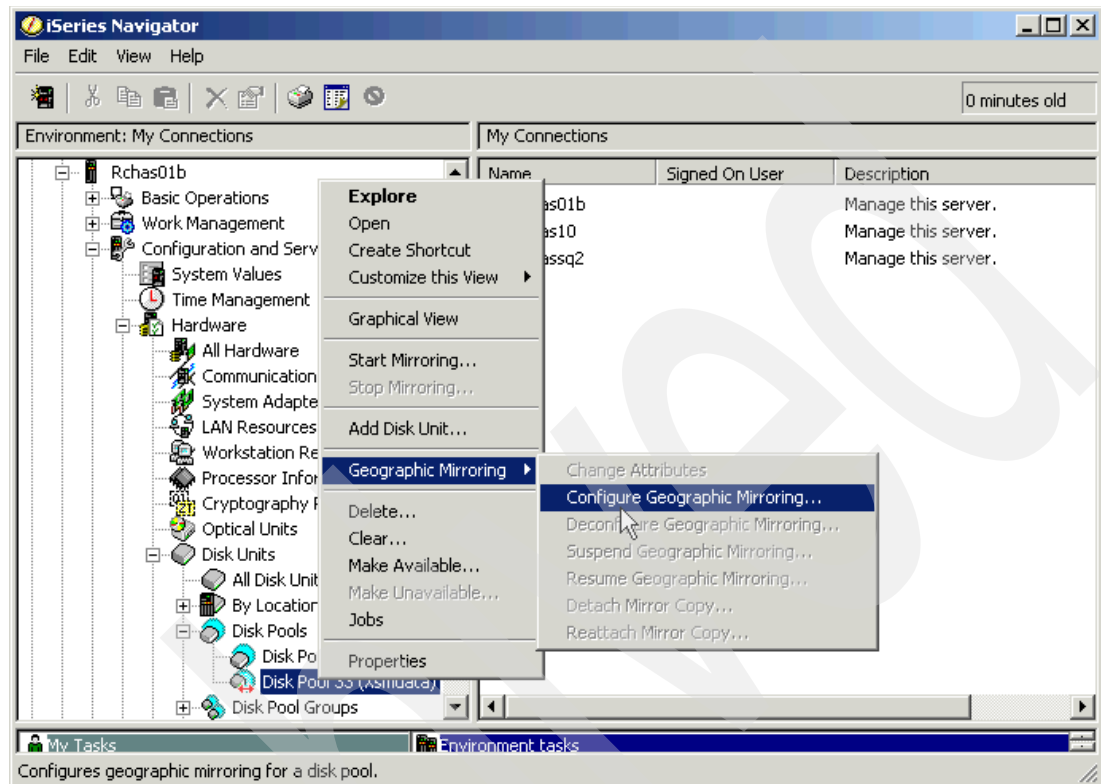 iSeries Navigator
File Edit View Help
0 minutes old
Environment: My Connections
My Connections
Rchas01b
Basic Operations
Work Management
Configuration and Serv
System Values
Time Management
Hardware
All Hardware
Communication
System Adapte
LAN Resources
Workstation Re
Processor Infor
Cryptography
Optical Units
Disk Units
All Disk Unit
By Location
Disk Pools
Disk Po
Disk Pool 33 (Xsmdata)
Disk Pool Groups
Explore
Open
Create Shortcut
Customize this View
Graphical View
Start Mirroring...
Stop Mirroring...
Add Disk Unit...
Geographic Mirroring
Delete...
Clear...
Make Available...
Make Unavailable...
Jobs
Properties
Change Attributes
Configure Geographic Mirroring...
Deconfigure Geographic Mirroring...
Suspend Geographic Mirroring...
Resume Geographic Mirroring...
Detach Mirror Copy...
Reattach Mirror Copy...
Name Signed On User Description
as01b Manage this server.
as10 Manage this server.
assq2 Manage this server.
My Tasks
Environment tasks
Configures geographic mirroring for a disk pool.